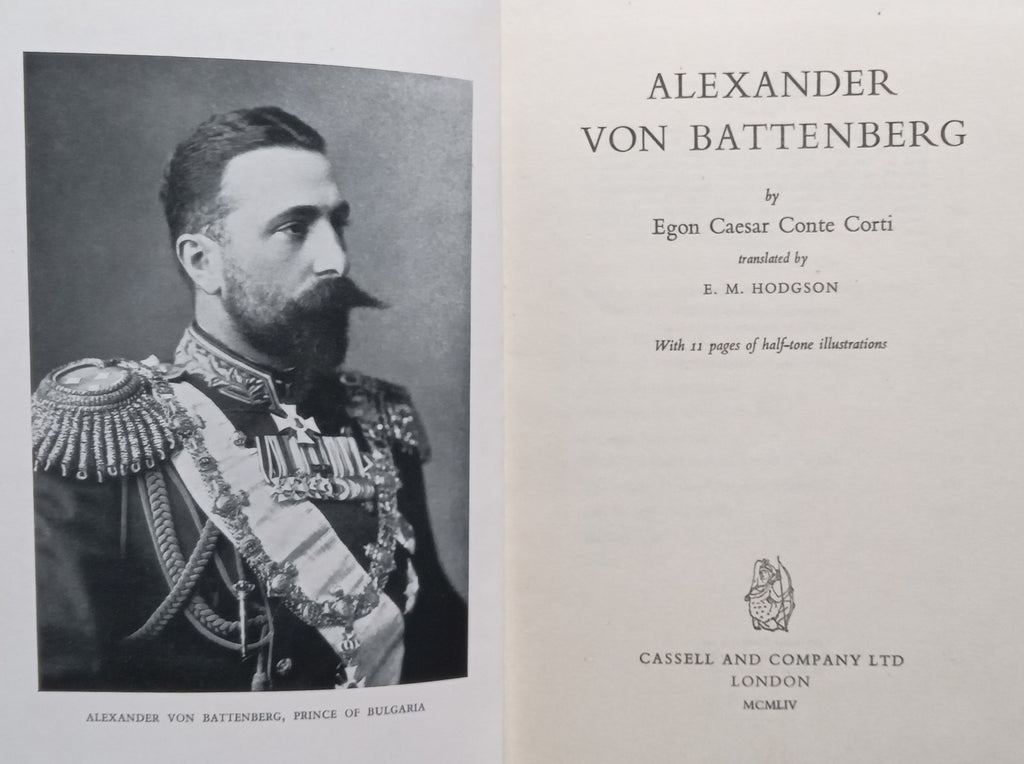 ALEXANDER VON BATTENBERG, PRINCE OF BULGARIA
ALEXANDER
VON BATTENBERG
by
Egon Caesar Conte Corti
translated by
E. M. HODGSON
With 11 pages of half-tone illustrations
CASSELL AND COMPANY LTD
LONDON
MCMLIV